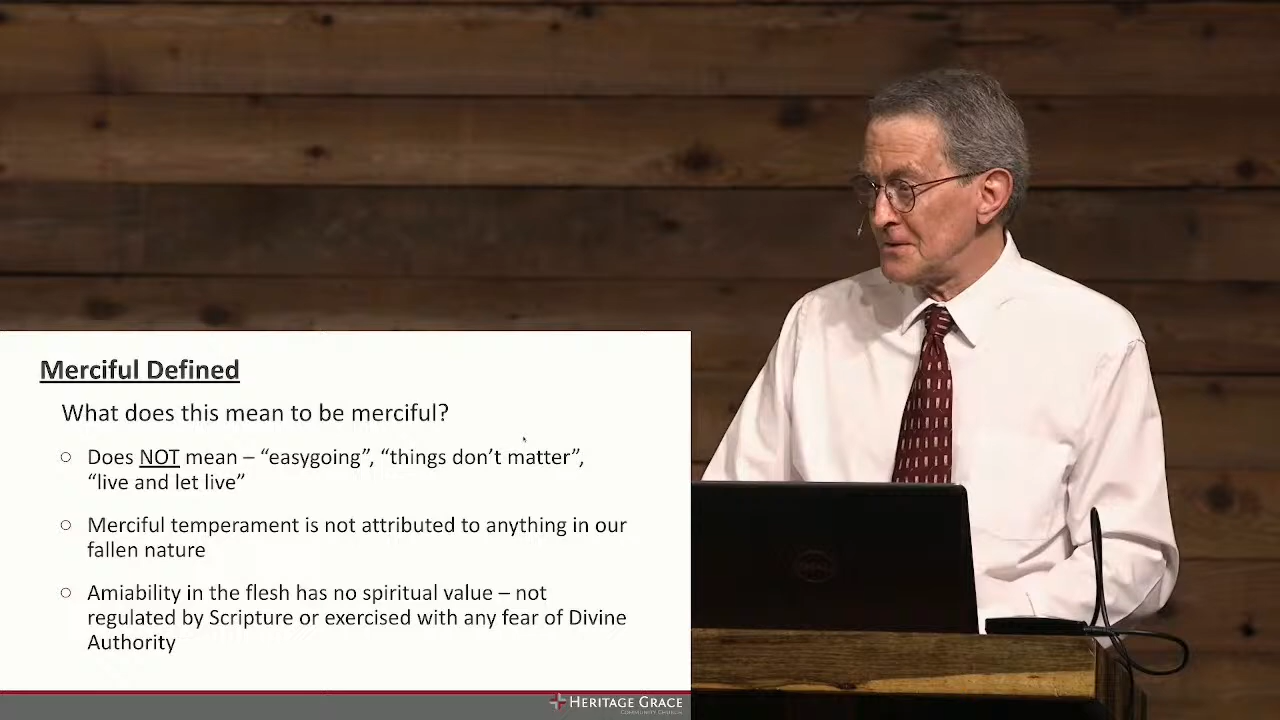 Merciful Defined
What does this mean to be merciful?
Does NOT mean – “easygoing”, “things don’t matter”,
“live and let live”
Merciful temperament is not attributed to anything in our
fallen nature
Amiability in the flesh has no spiritual value – not
regulated by Scripture or exercised with any fear of Divine
Authority
HERITAGE GRACE
COMMUNITY CHURCH